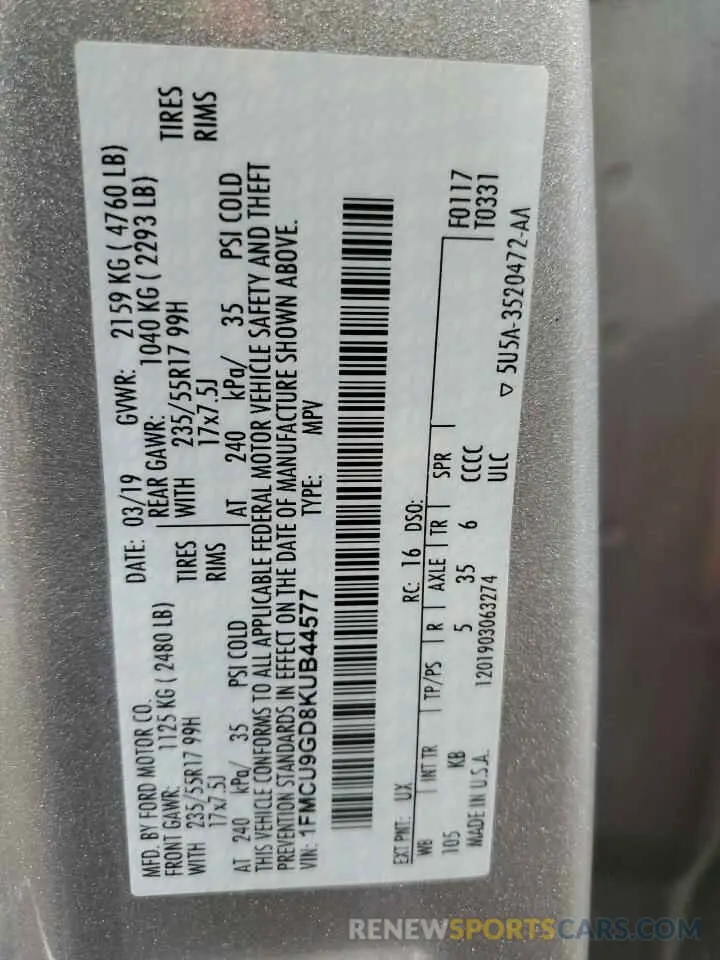 MFD. BY FORD MOTOR CO.
DATE: 03/19 GVWR: 2159 KG ( 4760 LB)
FRONT GAWR: 1125 KG ( 2480 LB) REAR GAWR: 1040 KG ( 2293 LB)
WITH 235/55R17 99H TIRES WITH 235/55R17 99H TIRES
17x7.5J RIMS 17x7.5J RIMS
AT 240 kPa/ 35 PSI COLD AT 240 kPa/ 35 PSI COLD
THIS VEHICLE CONFORMS TO ALL APPLICABLE FEDERAL MOTOR VEHICLE SAFETY AND THEFT
PREVENTION STANDARDS IN EFFECT ON THE DATE OF MANUFACTURE SHOWN ABOVE.
VIN: 1FMCU9GD8KUB44577 TYPE: MPV
EXT PNT: UX RC: 16 DSO:
WB INT TR TP/PS R AXLE TR SPR
F0117
T0331
105 KB 5 35 6 CCCC
MADE IN U.S.A. 1201903063274 ULC
▽ 5U5A-3520472-AA
RENEWSPORTSCARS.COM